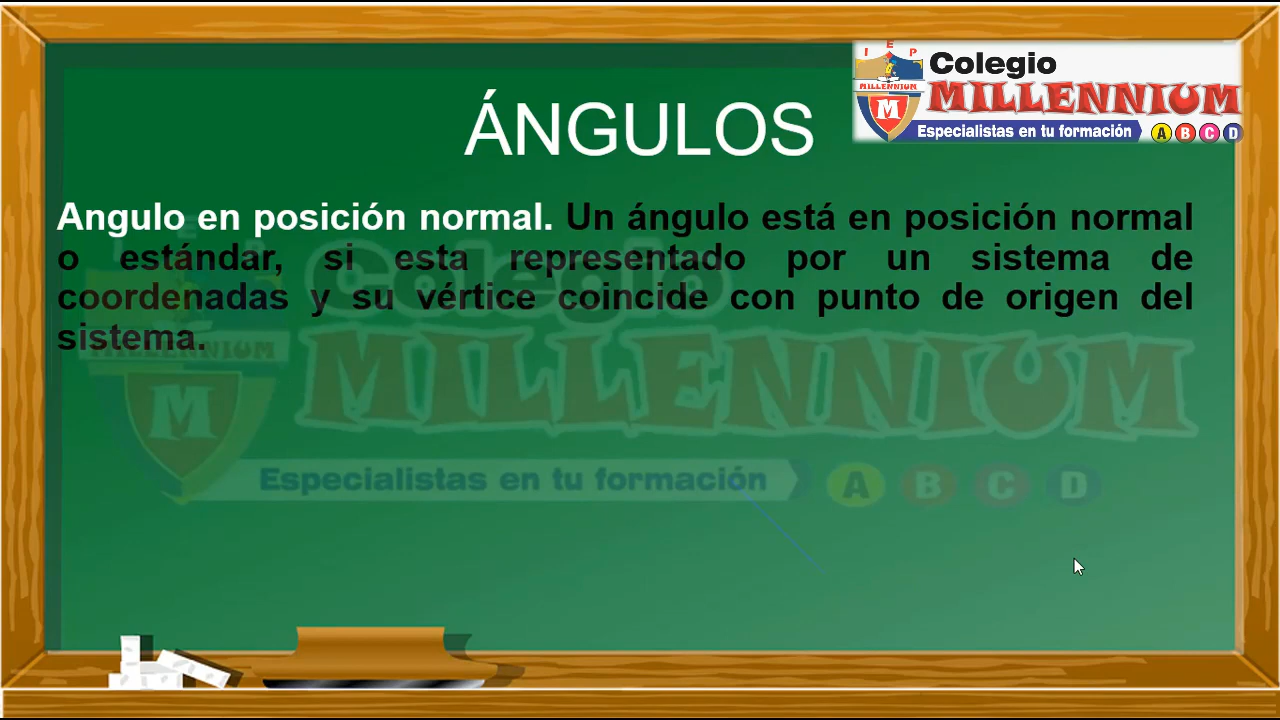 I E P
Colegio
MILLENNIUM
MILLENNIUM
M
Especialistas en tu formación A B C D
ÁNGULOS
Angulo en posición normal. Un ángulo está en posición normal
o estándar, si esta representado por un sistema de
coordenadas y su vértice coincide con punto de origen del
sistema.
Colegio
MILLENNIUM
MILLENNIUM
M
Especialistas en tu formación A B C D